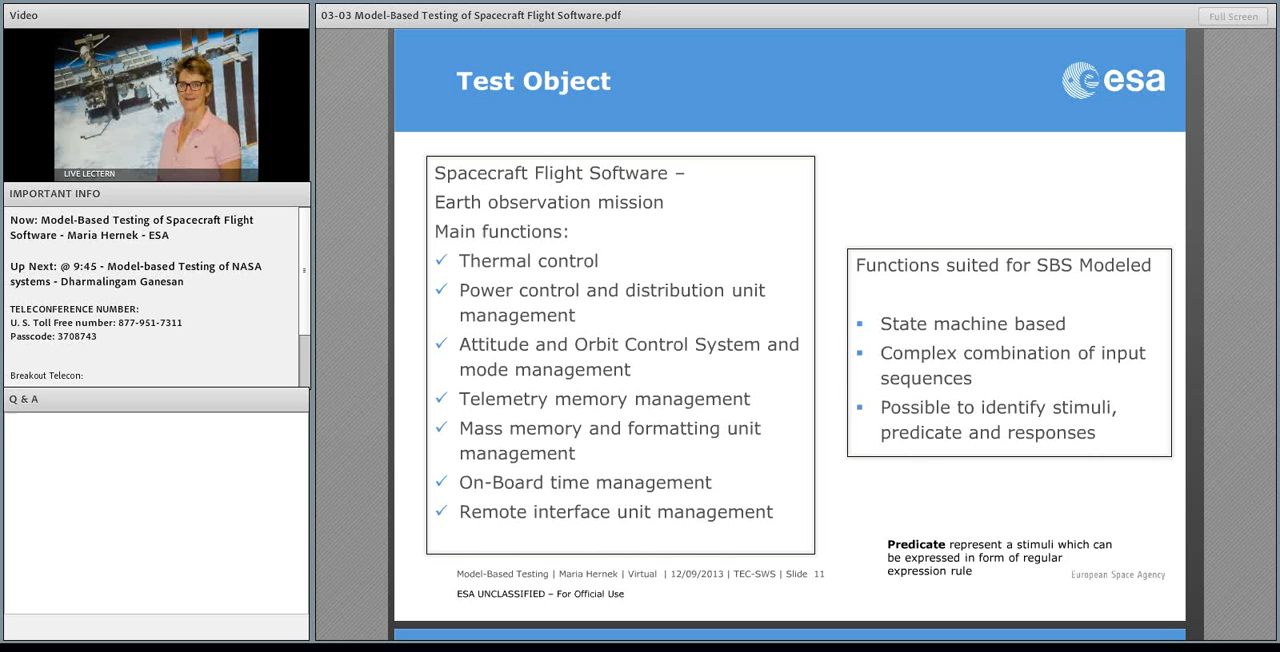 Video
LIVE LECTERN
IMPORTANT INFO
Now: Model-Based Testing of Spacecraft Flight
Software - Maria Hernek - ESA
Up Next: @ 9:45 - Model-based Testing of NASA
systems - Dharmalingam Ganesan
TELECONFERENCE NUMBER:
U. S. Toll Free number: 877-951-7311
Passcode: 3708743
Breakout Telecon:
Q & A
03-03 Model-Based Testing of Spacecraft Flight Software.pdf
Full Screen
Test Object
esa
Spacecraft Flight Software –
Earth observation mission
Main functions:
✓ Thermal control
✓ Power control and distribution unit
management
✓ Attitude and Orbit Control System and
mode management
✓ Telemetry memory management
✓ Mass memory and formatting unit
management
✓ On-Board time management
✓ Remote interface unit management
Functions suited for SBS Modeled
▪ State machine based
▪ Complex combination of input
sequences
▪ Possible to identify stimuli,
predicate and responses
Predicate represent a stimuli which can
be expressed in form of regular
expression rule
Model-Based Testing | Maria Hernek | Virtual | 12/09/2013 | TEC-SWS | Slide 11
European Space Agency
ESA UNCLASSIFIED – For Official Use